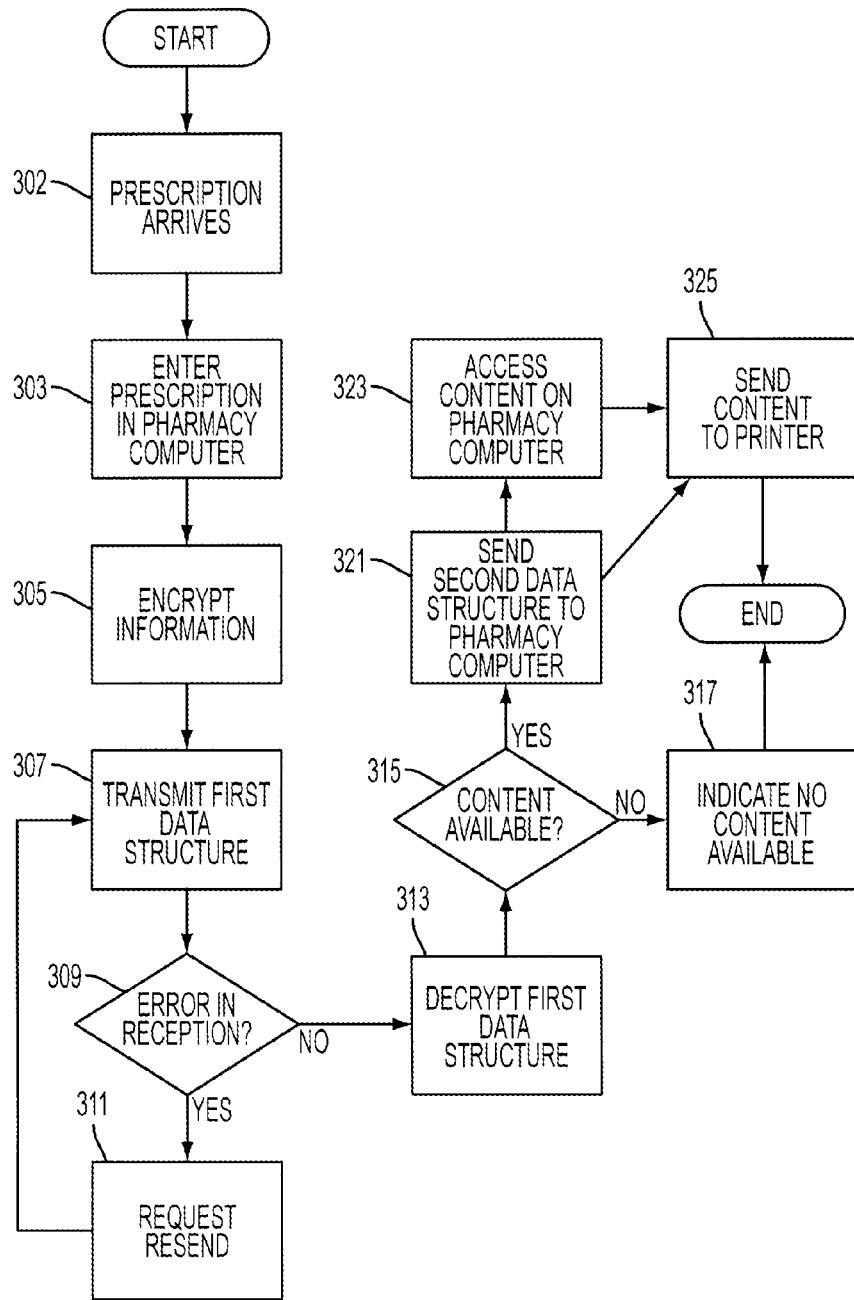 START
302
PRESCRIPTION
ARRIVES
303
ENTER
PRESCRIPTION
IN PHARMACY
COMPUTER
305
ENCRYPT
INFORMATION
307
TRANSMIT FIRST
DATA
STRUCTURE
309
ERROR IN
RECEPTION?
NO
YES
311
REQUEST
RESEND
313
DECRYPT FIRST
DATA
STRUCTURE
315
CONTENT
AVAILABLE?
YES
NO
317
INDICATE NO
CONTENT
AVAILABLE
321
SEND
SECOND DATA
STRUCTURE TO
PHARMACY
COMPUTER
323
ACCESS
CONTENT ON
PHARMACY
COMPUTER
325
SEND
CONTENT
TO PRINTER
END